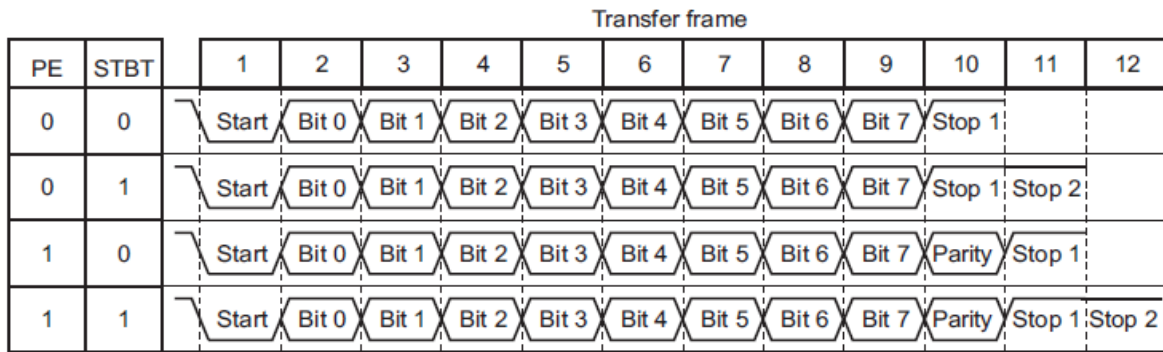 Transfer frame
PE STBT 1 2 3 4 5 6 7 8 9 10 11 12
0 0 Start Bit 0 Bit 1 Bit 2 Bit 3 Bit 4 Bit 5 Bit 6 Bit 7 Stop 1
0 1 Start Bit 0 Bit 1 Bit 2 Bit 3 Bit 4 Bit 5 Bit 6 Bit 7 Stop 1 Stop 2
1 0 Start Bit 0 Bit 1 Bit 2 Bit 3 Bit 4 Bit 5 Bit 6 Bit 7 Parity Stop 1
1 1 Start Bit 0 Bit 1 Bit 2 Bit 3 Bit 4 Bit 5 Bit 6 Bit 7 Parity Stop 1 Stop 2